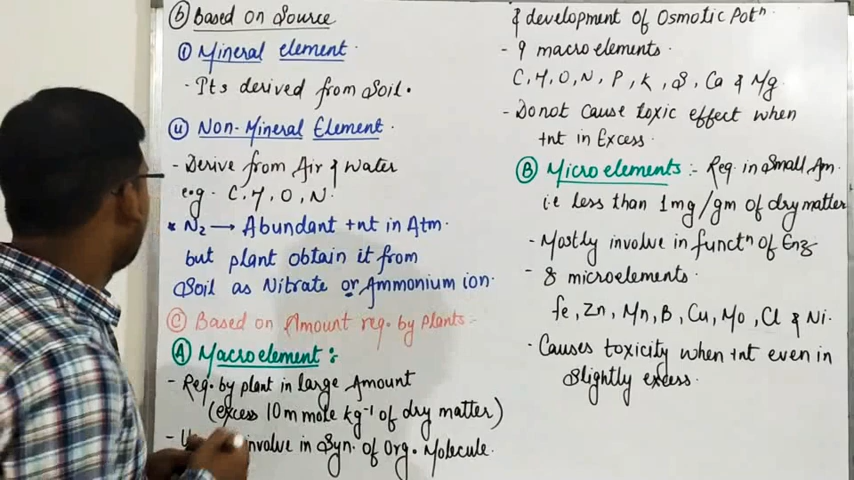 (b) Based on Source
(i) Mineral element.
- Pts derived from Soil.
(ii) Non-Mineral Element.
- Derive from Air & Water
e.g. C, H, O, N.
* N₂ → Abundant +nt in Atm.
but plant obtain it from
Soil as Nitrate or Ammonium ion.
(C) Based on Amount req. by Plants:-
(A) Macroelement :-
- Req. by plant in large Amount
(excess 10 m mole kg⁻¹ of dry matter)
- involve in Syn. of Org. Molecule.
& development of Osmotic Potⁿ.
- 9 macroelements.
C, H, O, N, P, K, S, Ca & Mg.
- Do not cause toxic effect when
+nt in Excess.
(B) Microelements :- Req. in Small Am.
i.e less than 1mg/gm of dry matter
- Mostly involve in functⁿ of Enz
- 8 microelements.
fe, Zn, Mn, B, Cu, Mo, Cl & Ni.
- Causes toxicity when +nt even in
Slightly excess.